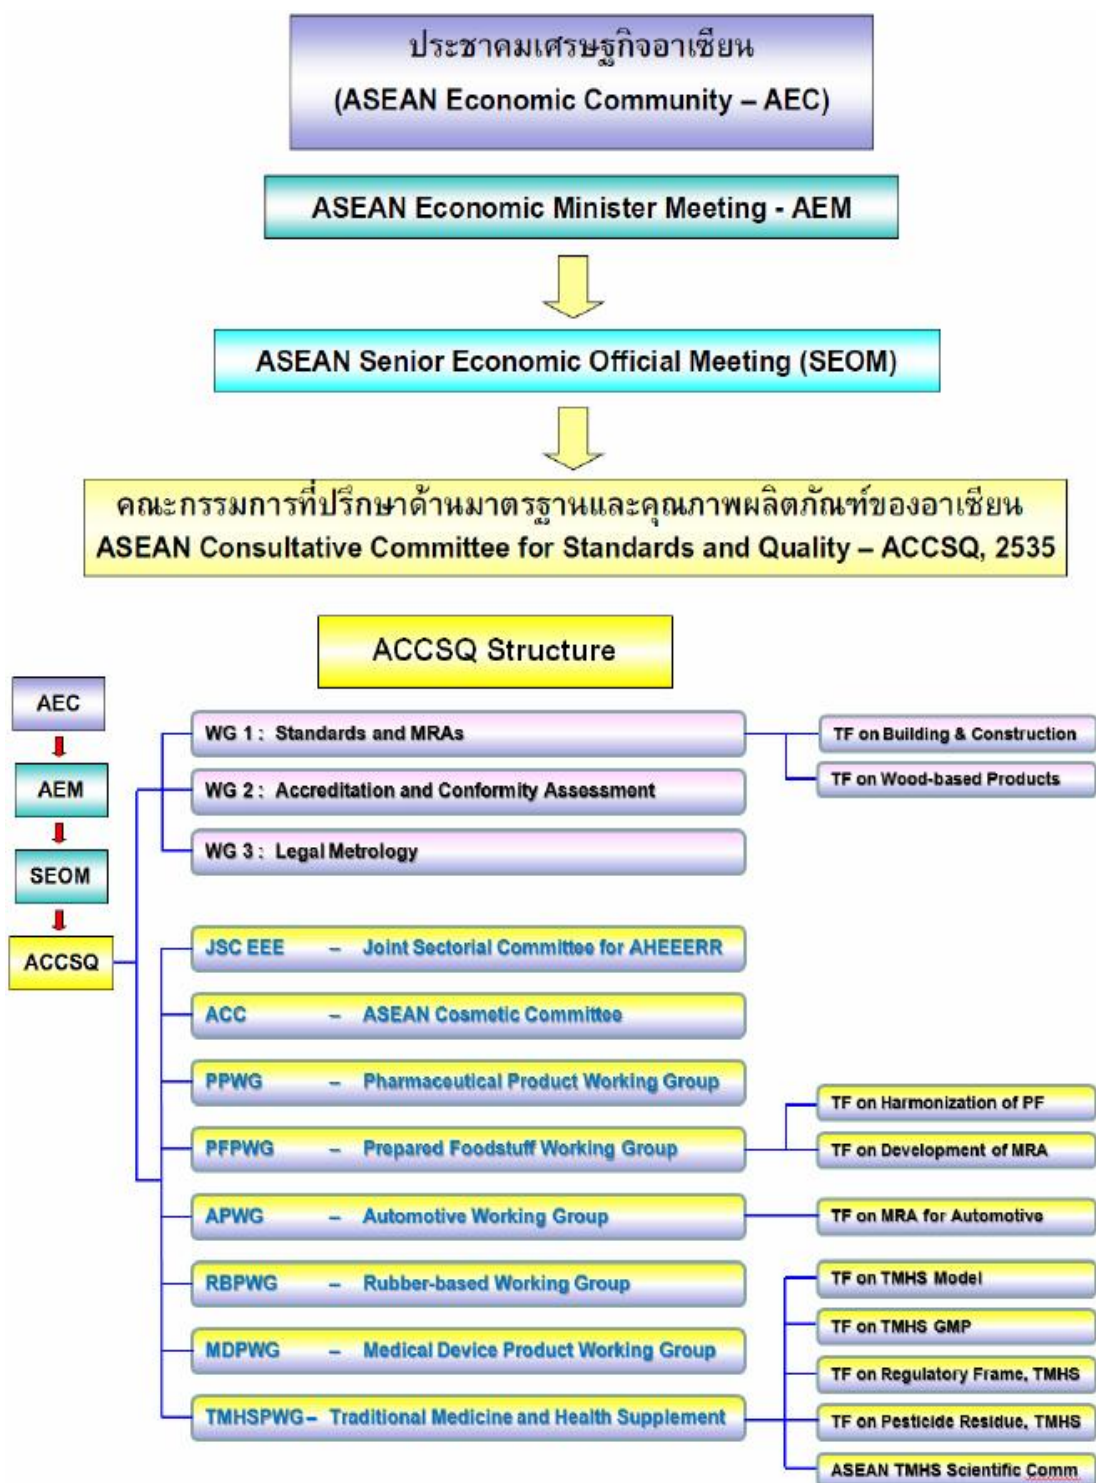 ประชาคมเศรษฐกิจอาเซียน
(ASEAN Economic Community – AEC)
ASEAN Economic Minister Meeting - AEM
ASEAN Senior Economic Official Meeting (SEOM)
คณะกรรมการที่ปรึกษาด้านมาตรฐานและคุณภาพผลิตภัณฑ์ของอาเซียน
ASEAN Consultative Committee for Standards and Quality – ACCSQ, 2535
ACCSQ Structure
AEC
AEM
SEOM
ACCSQ
WG 1 : Standards and MRAs
WG 2 : Accreditation and Conformity Assessment
WG 3 : Legal Metrology
TF on Building & Construction
TF on Wood-based Products
JSC EEE – Joint Sectorial Committee for AHEEERR
ACC – ASEAN Cosmetic Committee
PPWG – Pharmaceutical Product Working Group
PFPWG – Prepared Foodstuff Working Group
APWG – Automotive Working Group
RBPWG – Rubber-based Working Group
MDPWG – Medical Device Product Working Group
TMHSPWG – Traditional Medicine and Health Supplement
TF on Harmonization of PF
TF on Development of MRA
TF on MRA for Automotive
TF on TMHS Model
TF on TMHS GMP
TF on Regulatory Frame, TMHS
TF on Pesticide Residue, TMHS
ASEAN TMHS Scientific Comm